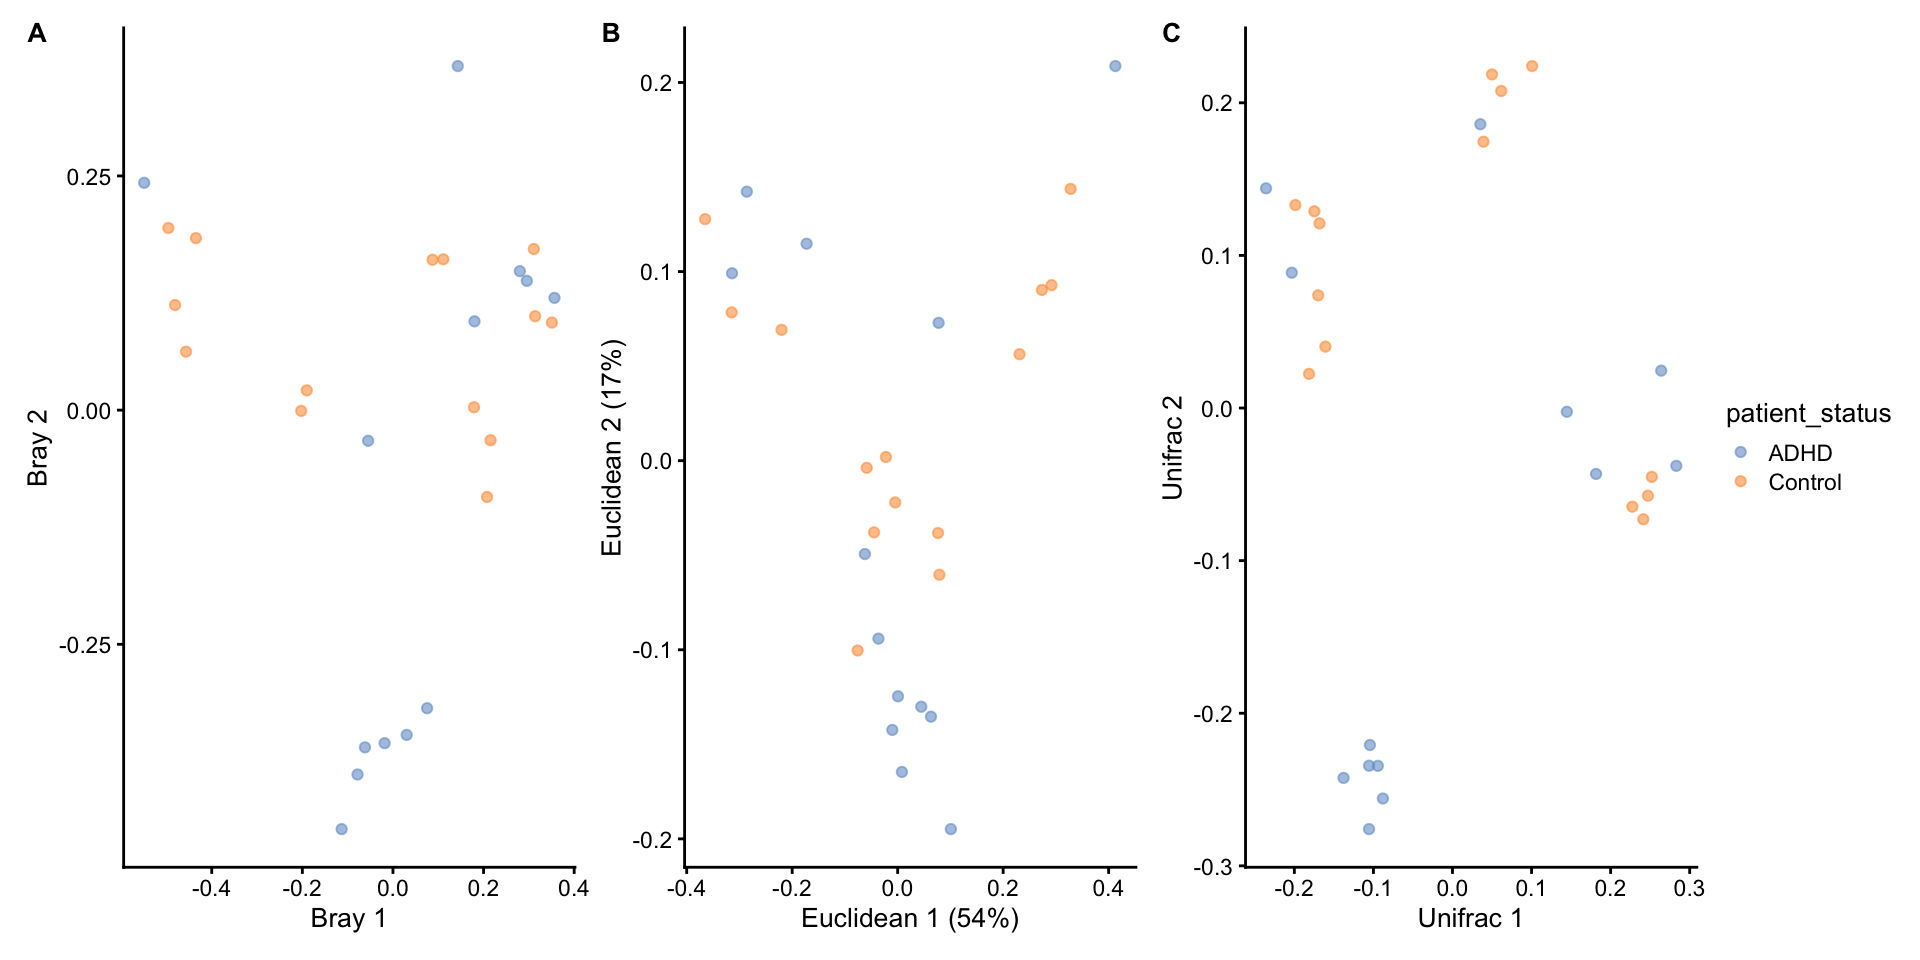 A
B
C
0.25
0.00
-0.25
Bray 2
-0.4 -0.2 0.0 0.2 0.4
Bray 1
0.2
0.1
0.0
-0.1
-0.2
Euclidean 2 (17%)
-0.4 -0.2 0.0 0.2 0.4
Euclidean 1 (54%)
0.2
0.1
0.0
-0.1
-0.2
-0.3
Unifrac 2
-0.2 -0.1 0.0 0.1 0.2 0.3
Unifrac 1
patient_status
ADHD
Control